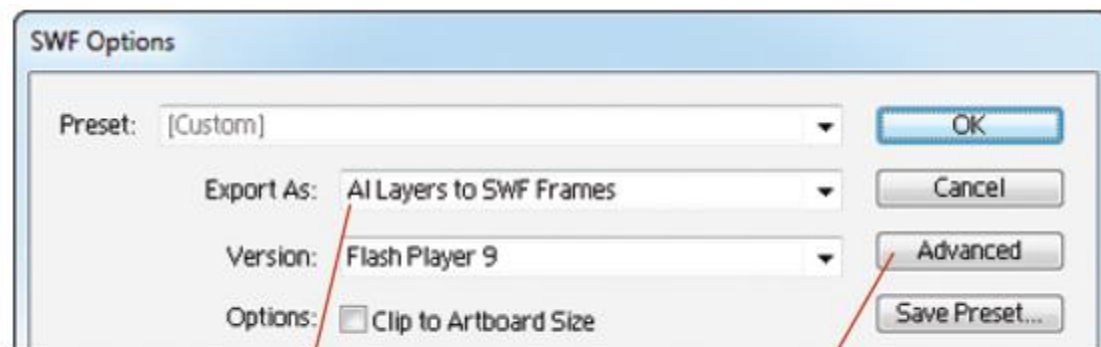 SWF Options
Preset: [Custom] OK
Export As: AI Layers to SWF Frames Cancel
Version: Flash Player 9 Advanced
Options: Clip to Artboard Size Save Preset...